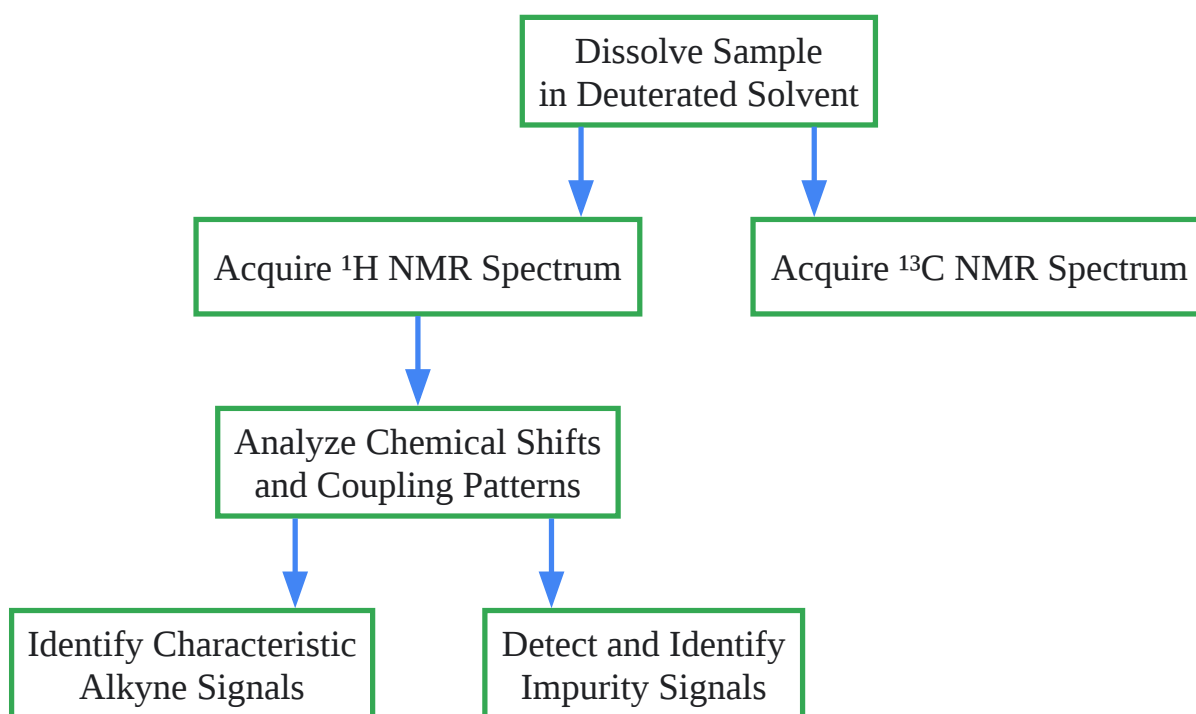 Dissolve Sample
in Deuterated Solvent
Acquire ¹H NMR Spectrum
Acquire ¹³C NMR Spectrum
Analyze Chemical Shifts
and Coupling Patterns
Identify Characteristic
Alkyne Signals
Detect and Identify
Impurity Signals